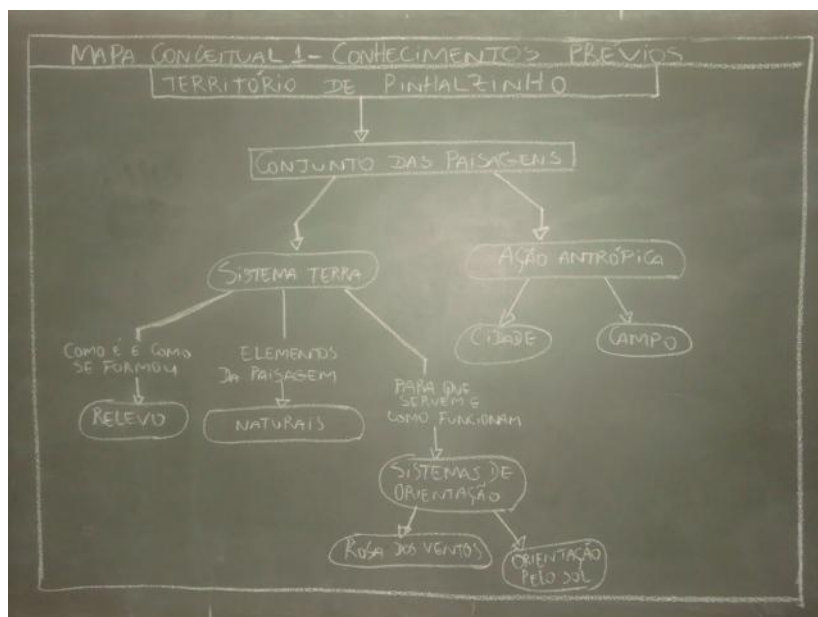 MAPA CONCEITUAL 1 - CONHECIMENTOS PRÉVIOS
TERRITÓRIO DE PINHALZINHO
CONJUNTO DAS PAISAGENS
SISTEMA TERRA
AÇÃO ANTRÓPICA
CIDADE
CAMPO
COMO É E COMO
SE FORMOU
RELEVO
ELEMENTOS
DA PAISAGEM
NATURAIS
PARA QUE
SERVEM E
COMO FUNCIONAM
SISTEMAS DE
ORIENTAÇÃO
ROSA DOS VENTOS
ORIENTAÇÃO
PELO SOL